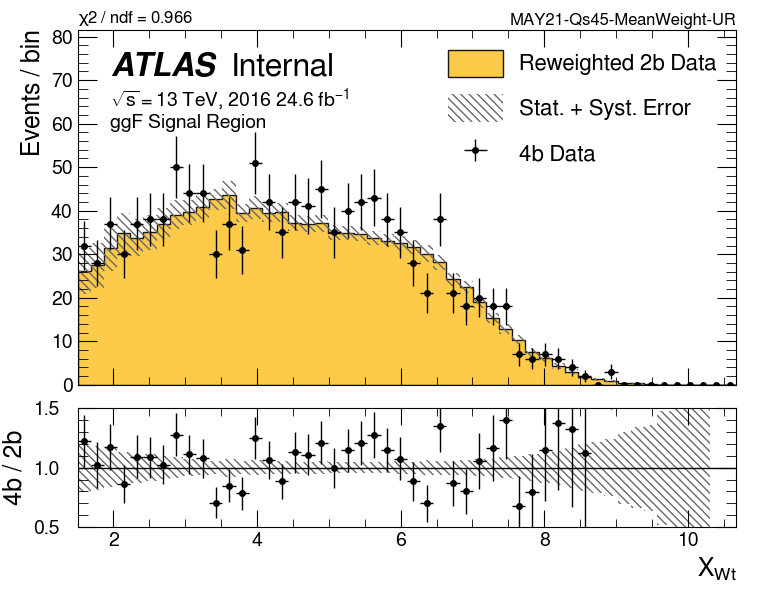 χ² / ndf = 0.966 MAY21-Qs45-MeanWeight-UR
ATLAS Internal
√s = 13 TeV, 2016 24.6 fb⁻¹
ggF Signal Region
Reweighted 2b Data
Stat. + Syst. Error
4b Data
Events / bin
80
70
60
50
40
30
20
10
0
4b / 2b
1.5
1.0
0.5
2 4 6 8 10
X_Wt